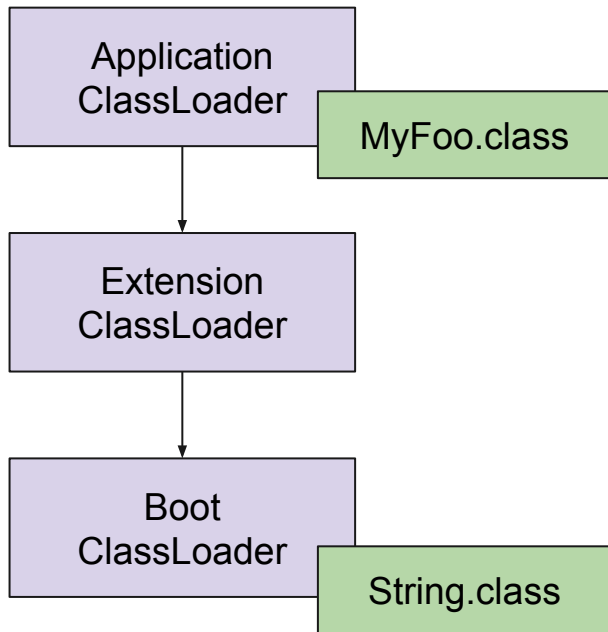 Application
ClassLoader
MyFoo.class
Extension
ClassLoader
Boot
ClassLoader
String.class